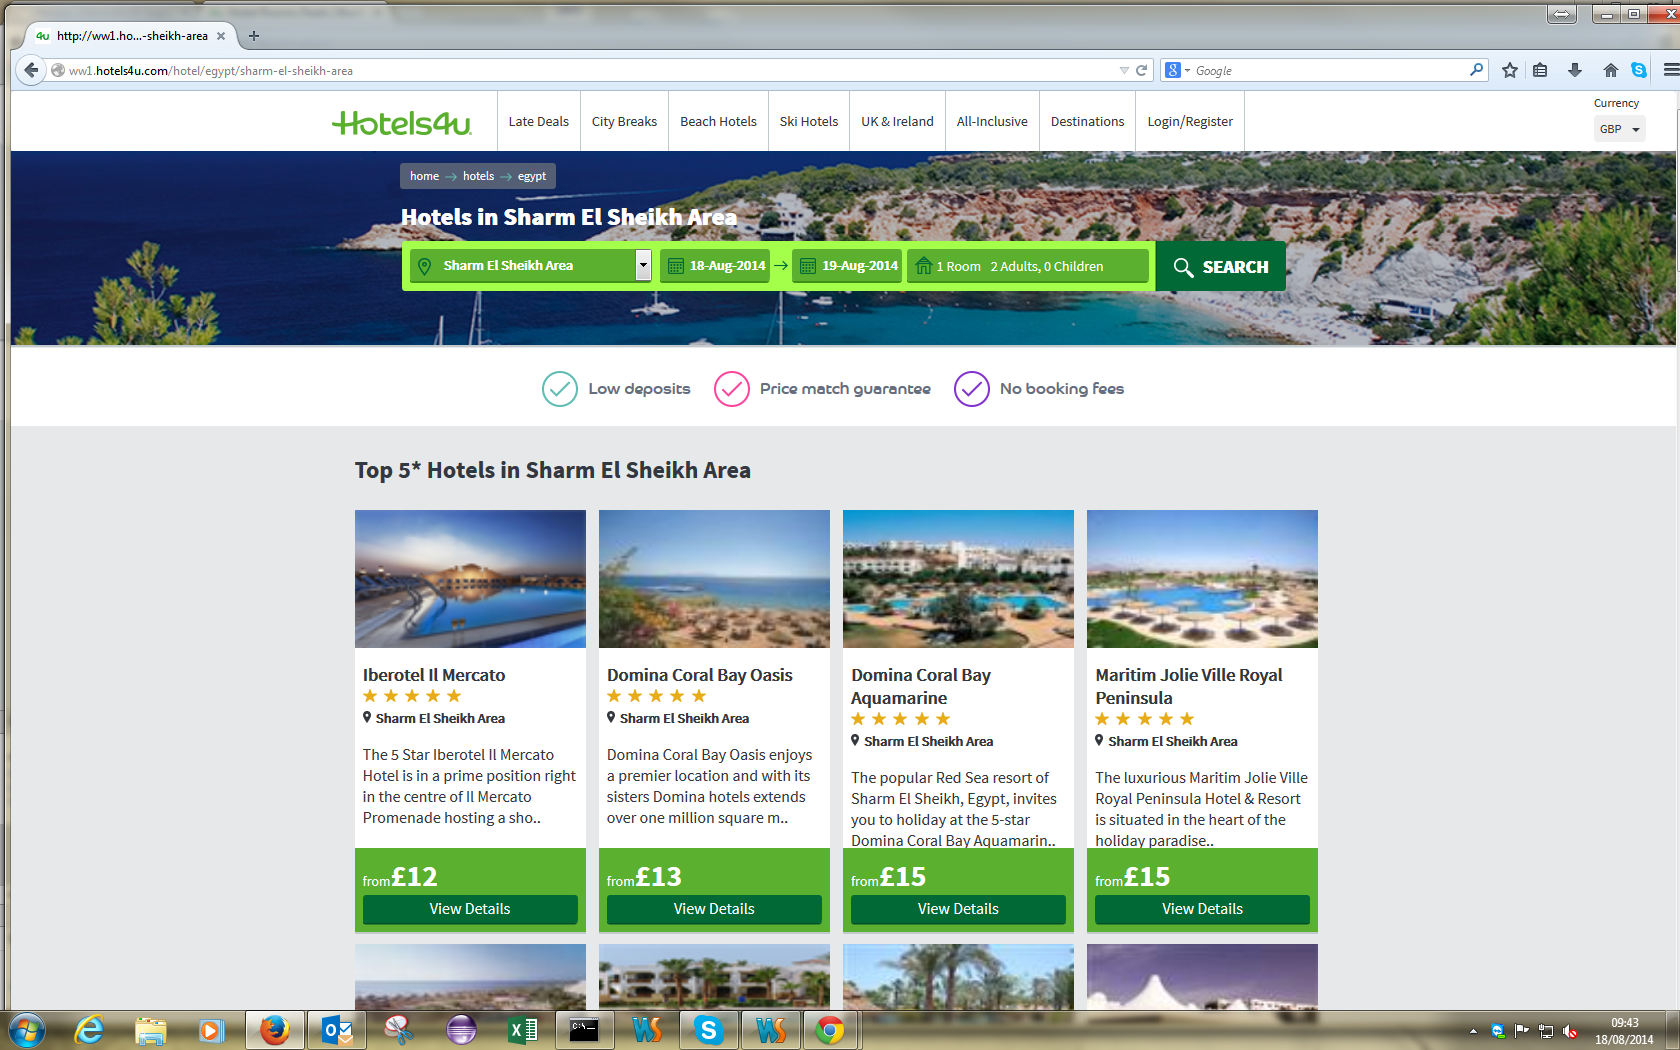 4u http://ww1.ho...-sheikh-area
ww1.hotels4u.com/hotel/egypt/sharm-el-sheikh-area
Google
Currency
GBP
Hotels4u
Late Deals
City Breaks
Beach Hotels
Ski Hotels
UK & Ireland
All-Inclusive
Destinations
Login/Register
home → hotels → egypt
Hotels in Sharm El Sheikh Area
Sharm El Sheikh Area
18-Aug-2014 → 19-Aug-2014
1 Room 2 Adults, 0 Children
SEARCH
Low deposits
Price match guarantee
No booking fees
Top 5* Hotels in Sharm El Sheikh Area
Iberotel Il Mercato
Sharm El Sheikh Area
The 5 Star Iberotel Il Mercato
Hotel is in a prime position right
in the centre of Il Mercato
Promenade hosting a sho..
from £12
View Details
Domina Coral Bay Oasis
Sharm El Sheikh Area
Domina Coral Bay Oasis enjoys
a premier location and with its
sisters Domina hotels extends
over one million square m..
from £13
View Details
Domina Coral Bay
Aquamarine
Sharm El Sheikh Area
The popular Red Sea resort of
Sharm El Sheikh, Egypt, invites
you to holiday at the 5-star
Domina Coral Bay Aquamarin..
from £15
View Details
Maritim Jolie Ville Royal
Peninsula
Sharm El Sheikh Area
The luxurious Maritim Jolie Ville
Royal Peninsula Hotel & Resort
is situated in the heart of the
holiday paradise..
from £15
View Details
09:43
18/08/2014